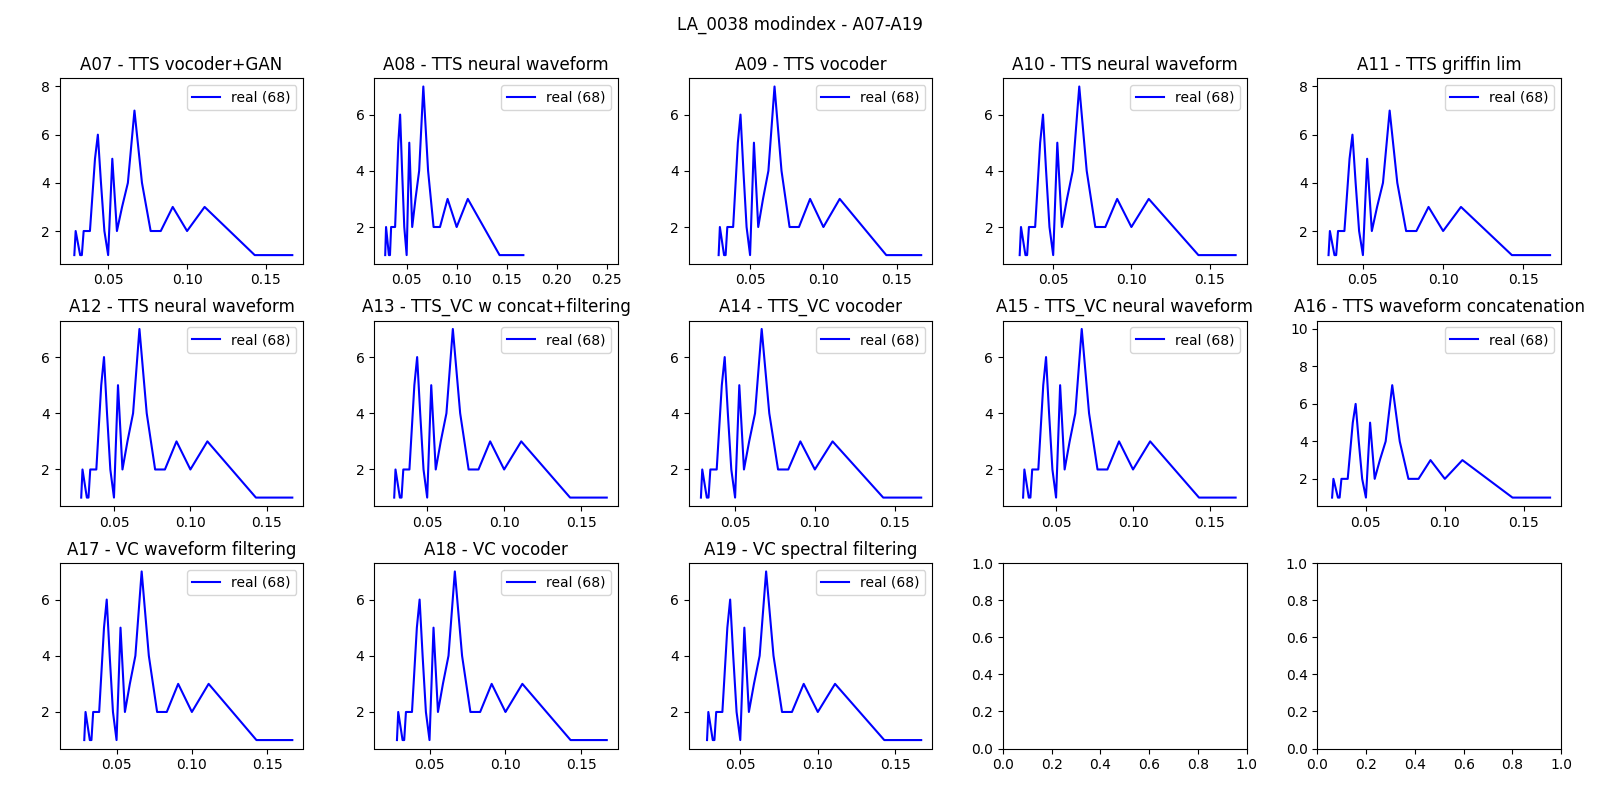 LA_0038 modindex - A07-A19
A07 - TTS vocoder+GAN
real (68)
8
6
4
2
0.05 0.10 0.15
A08 - TTS neural waveform
real (68)
6
4
2
0.05 0.10 0.15 0.20 0.25
A09 - TTS vocoder
real (68)
6
4
2
0.05 0.10 0.15
A10 - TTS neural waveform
real (68)
6
4
2
0.05 0.10 0.15
A11 - TTS griffin lim
real (68)
8
6
4
2
0.05 0.10 0.15
A12 - TTS neural waveform
real (68)
6
4
2
0.05 0.10 0.15
A13 - TTS_VC w concat+filtering
real (68)
6
4
2
0.05 0.10 0.15
A14 - TTS_VC vocoder
real (68)
6
4
2
0.05 0.10 0.15
A15 - TTS_VC neural waveform
real (68)
6
4
2
0.05 0.10 0.15
A16 - TTS waveform concatenation
real (68)
10
8
6
4
2
0.05 0.10 0.15
A17 - VC waveform filtering
real (68)
6
4
2
0.05 0.10 0.15
A18 - VC vocoder
real (68)
6
4
2
0.05 0.10 0.15
A19 - VC spectral filtering
real (68)
6
4
2
0.05 0.10 0.15
1.0
0.8
0.6
0.4
0.2
0.0
0.0 0.2 0.4 0.6 0.8 1.0
1.0
0.8
0.6
0.4
0.2
0.0
0.0 0.2 0.4 0.6 0.8 1.0